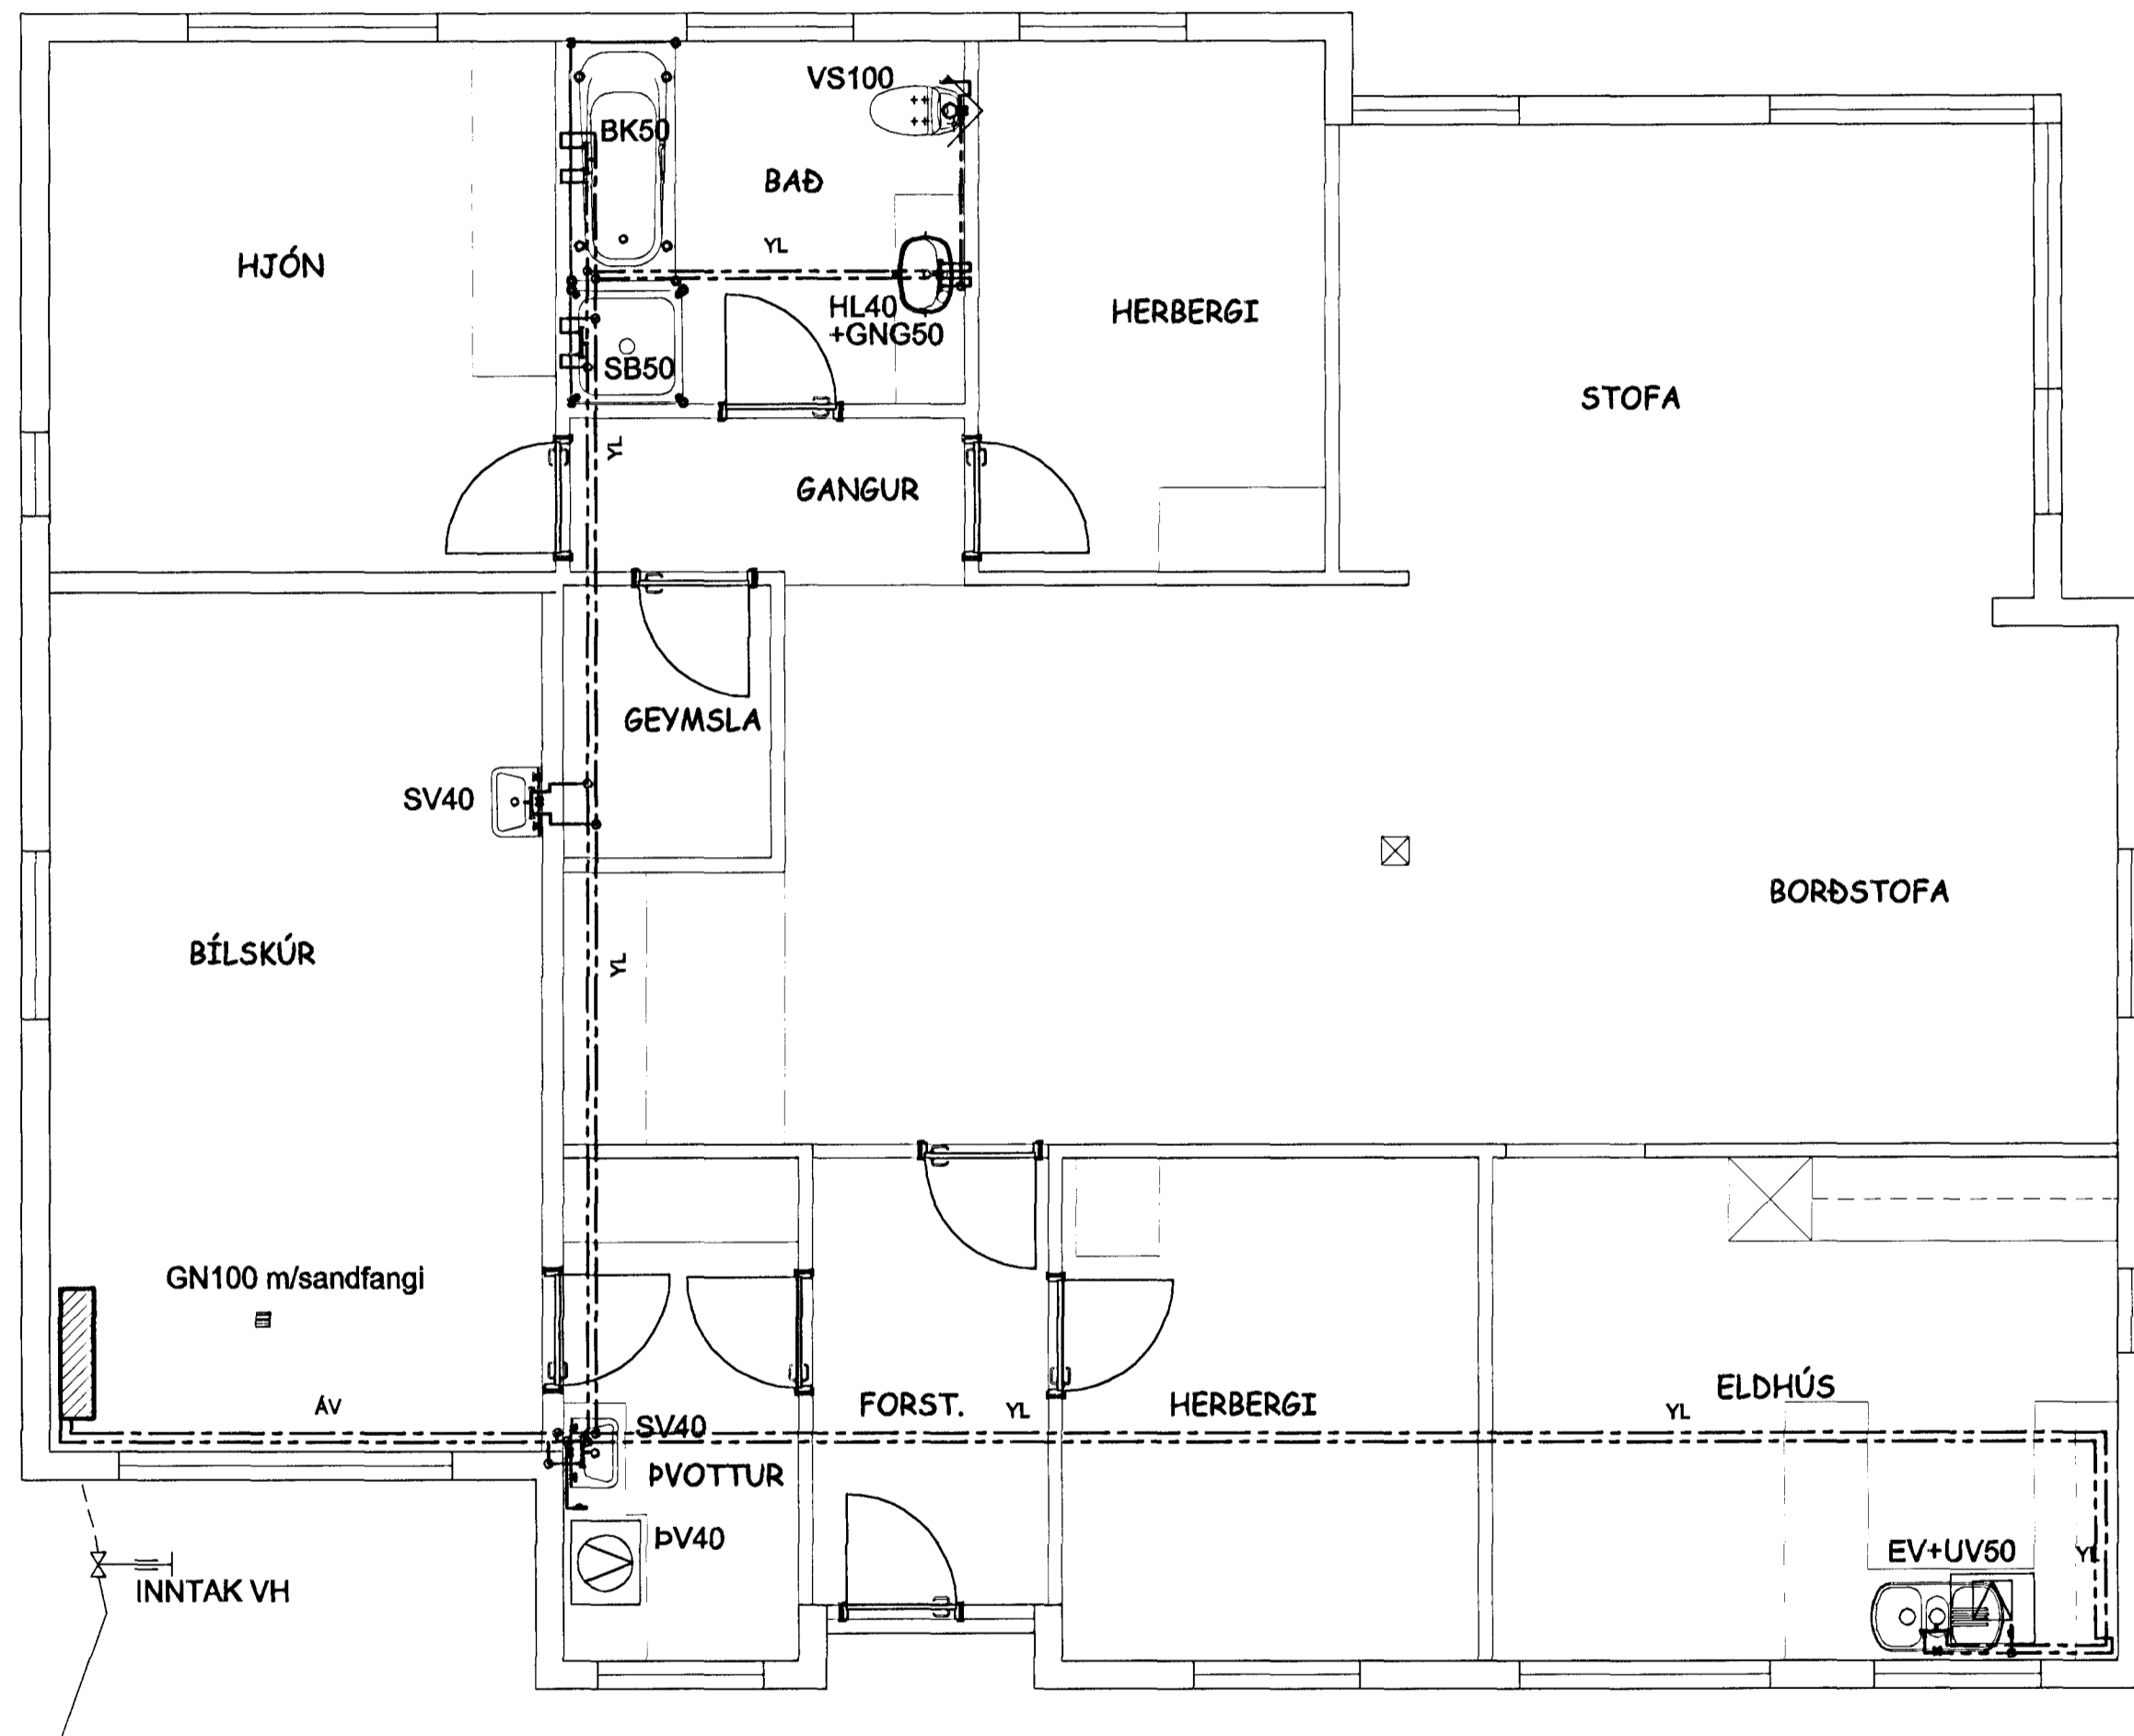 VS100
BK50
BAÐ
YL
HJÓN
HL40
+GNG50
HERBERGI
SB50
STOFA
YL
GANGUR
GEYMSLA
SV40
BORÐSTOFA
BÍLSKÚR
YL
GN100 m/sandfangi
ÁV
SV40
FORST.
YL
HERBERGI
ELDHÚS
YL
ÞVOTTUR
ÞV40
EV+UV50
YL
INNTAK VH